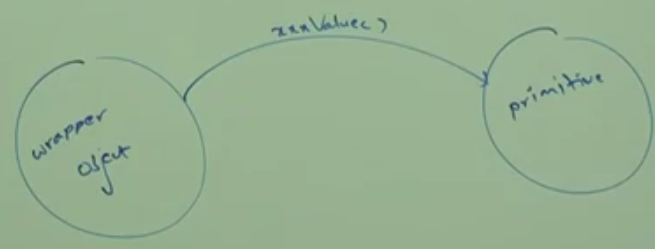 xxxValue()
wrapper
object
primitive